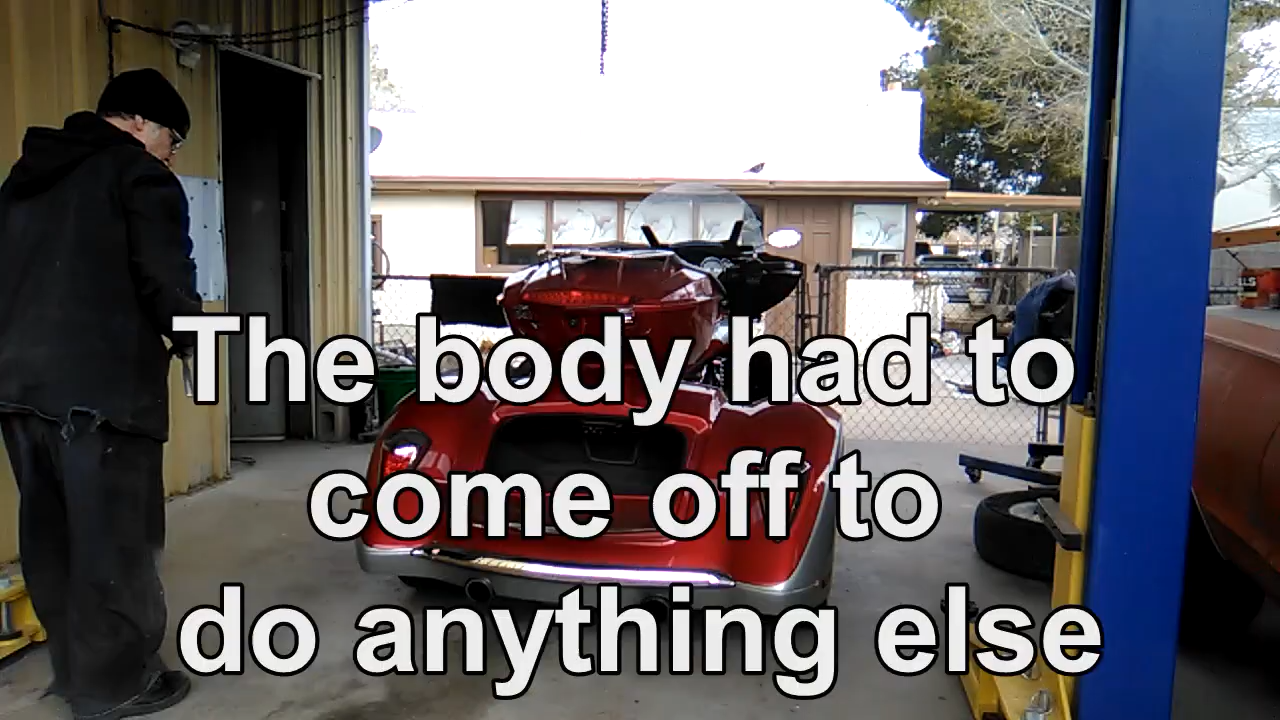 The body had to
come off to
do anything else